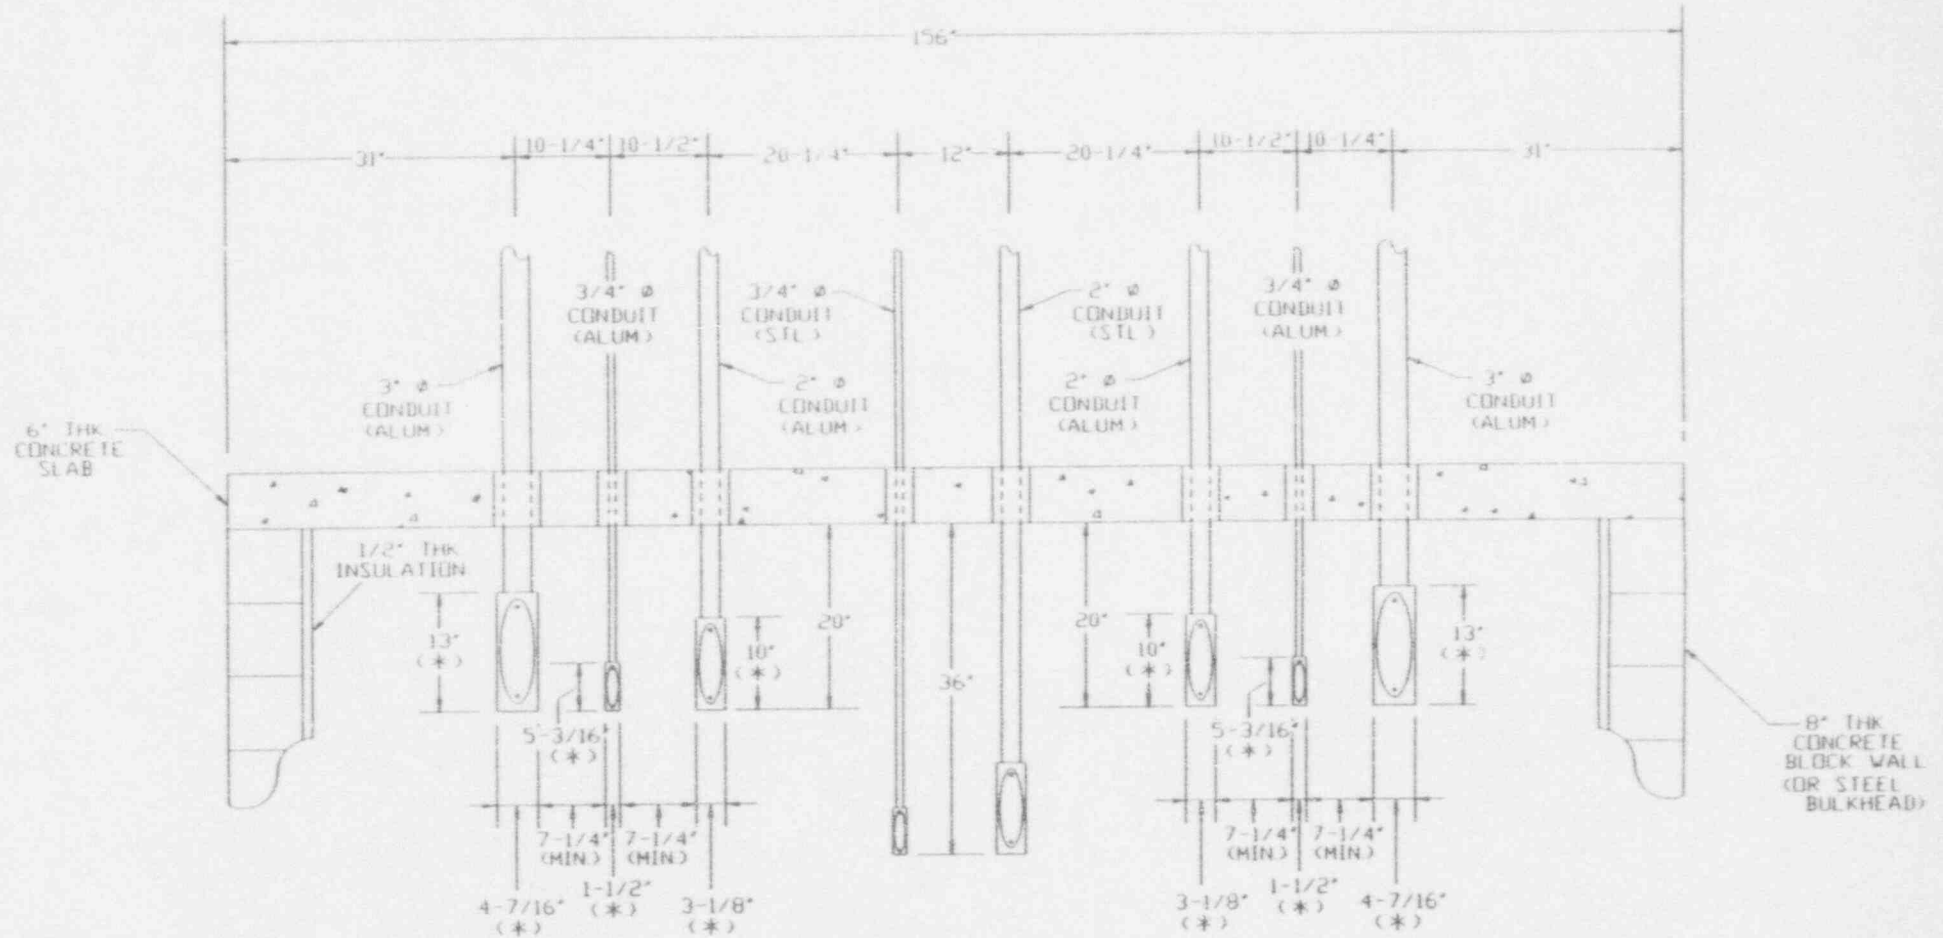 156"
31"
10-1/4"
10-1/2"
20-1/4"
12"
20-1/4"
10-1/2"
10-1/4"
31"
3/4" Ø
CONDUIT
(ALUM)
3/4" Ø
CONDUIT
(STL)
2" Ø
CONDUIT
(STL)
3/4" Ø
CONDUIT
(ALUM)
3" Ø
CONDUIT
(ALUM)
2" Ø
CONDUIT
(ALUM)
2" Ø
CONDUIT
(ALUM)
3" Ø
CONDUIT
(ALUM)
6" THK
CONCRETE
SLAB
1/2" THK
INSULATION
13"
(*)
5-3/16"
(*)
10"
(*)
20"
36"
20"
10"
(*)
5-3/16"
(*)
13"
(*)
8" THK
CONCRETE
BLOCK WALL
(OR STEEL
BULKHEAD)
7-1/4"
(MIN)
7-1/4"
(MIN)
7-1/4"
(MIN)
7-1/4"
(MIN)
4-7/16"
(*)
1-1/2"
(*)
3-1/8"
(*)
3-1/8"
(*)
1-1/2"
(*)
4-7/16"
(*)